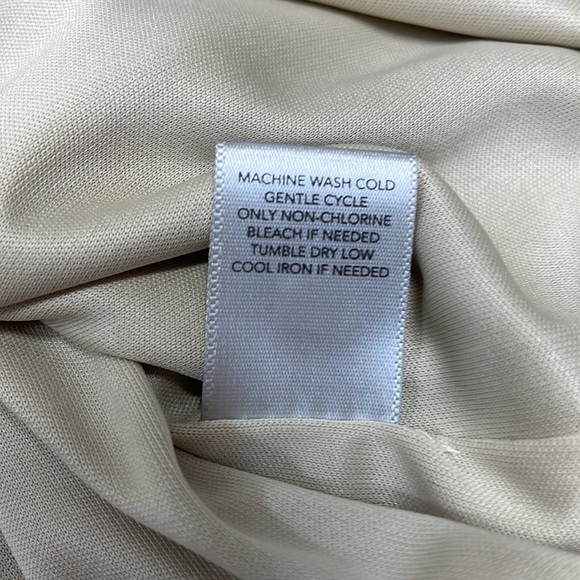 MACHINE WASH COLD
GENTLE CYCLE
ONLY NON-CHLORINE
BLEACH IF NEEDED
TUMBLE DRY LOW
COOL IRON IF NEEDED